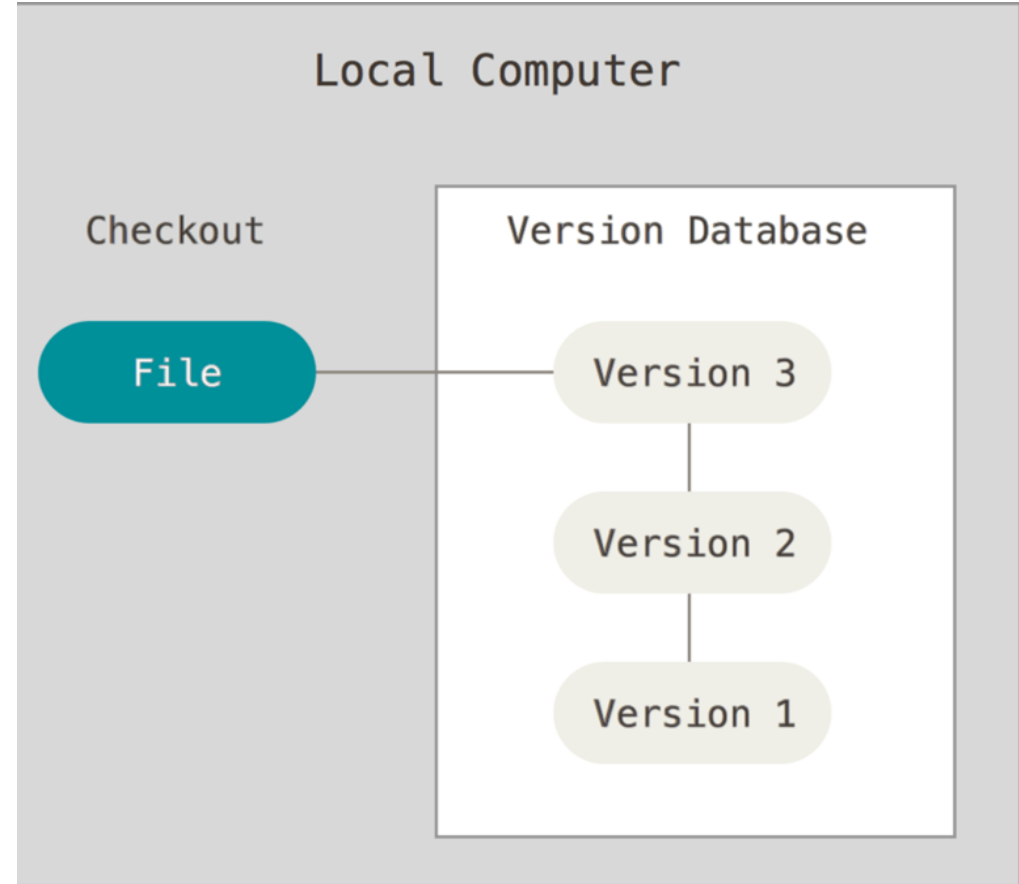 Local Computer
Checkout
Version Database
File
Version 3
Version 2
Version 1